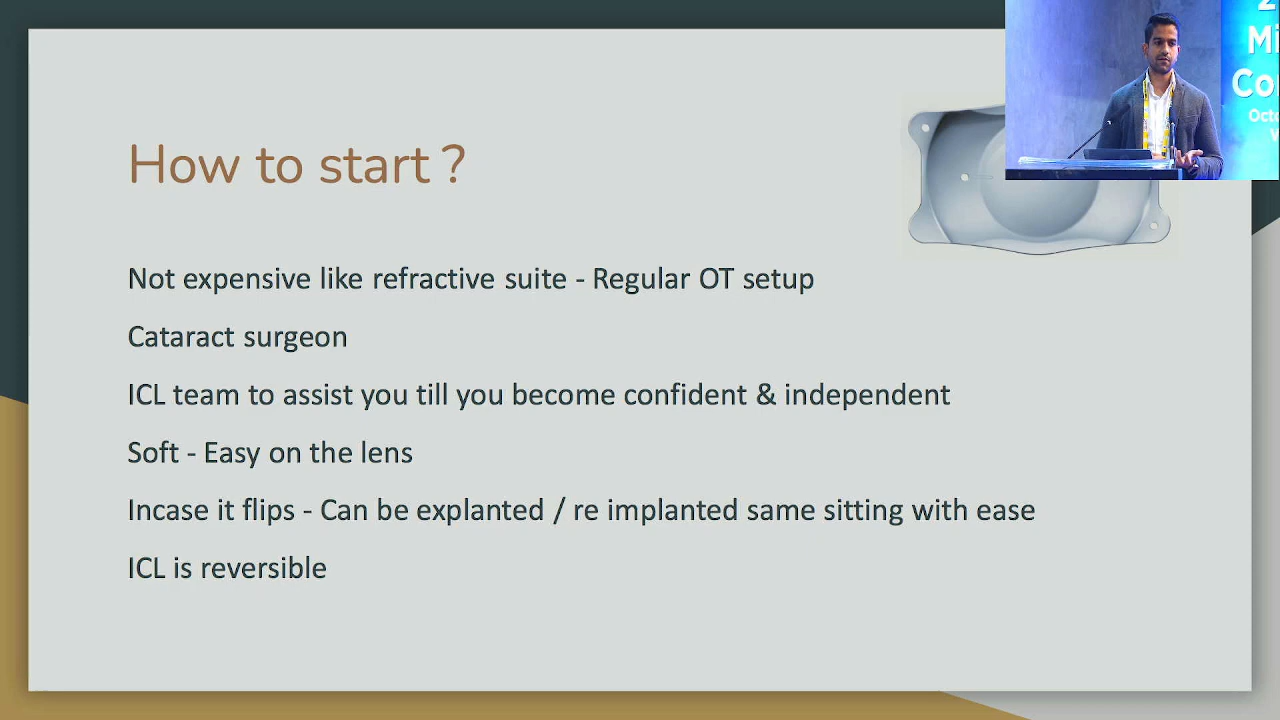 How to start ?
Not expensive like refractive suite - Regular OT setup
Cataract surgeon
ICL team to assist you till you become confident & independent
Soft - Easy on the lens
Incase it flips - Can be explanted / re implanted same sitting with ease
ICL is reversible